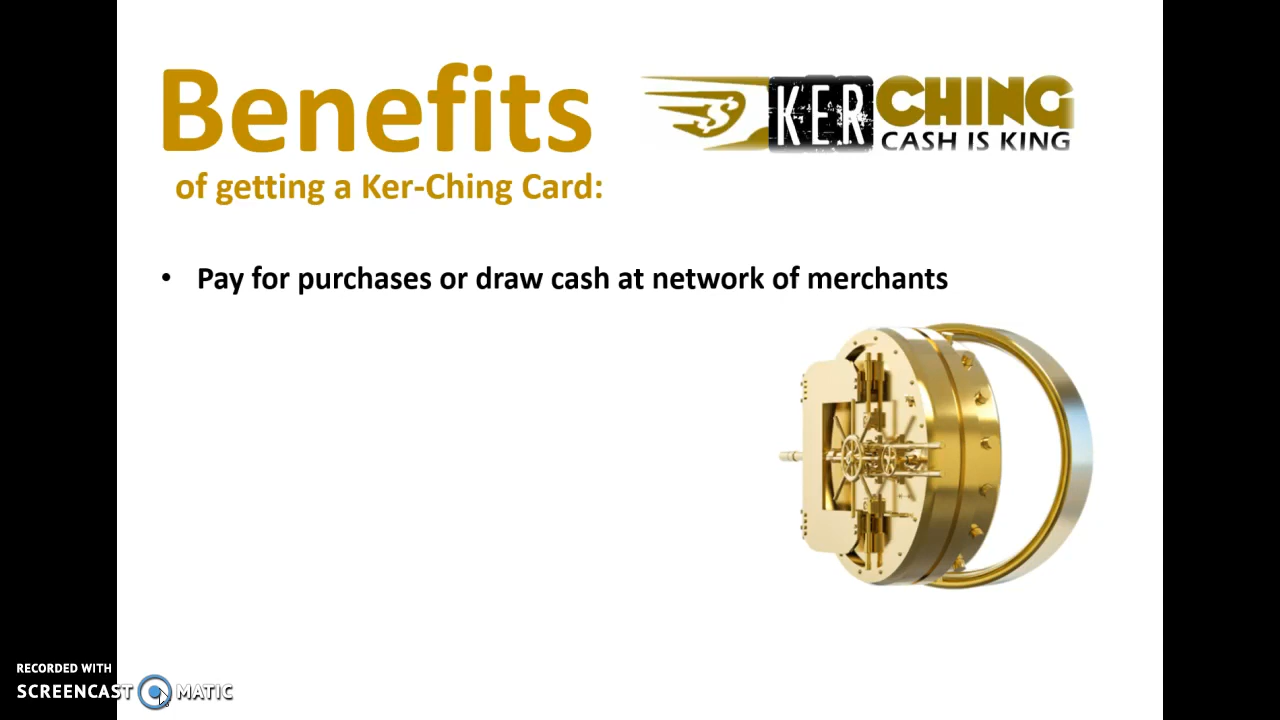 Benefits
KER CHING
CASH IS KING
of getting a Ker-Ching Card:
• Pay for purchases or draw cash at network of merchants
RECORDED WITH
SCREENCAST MATIC